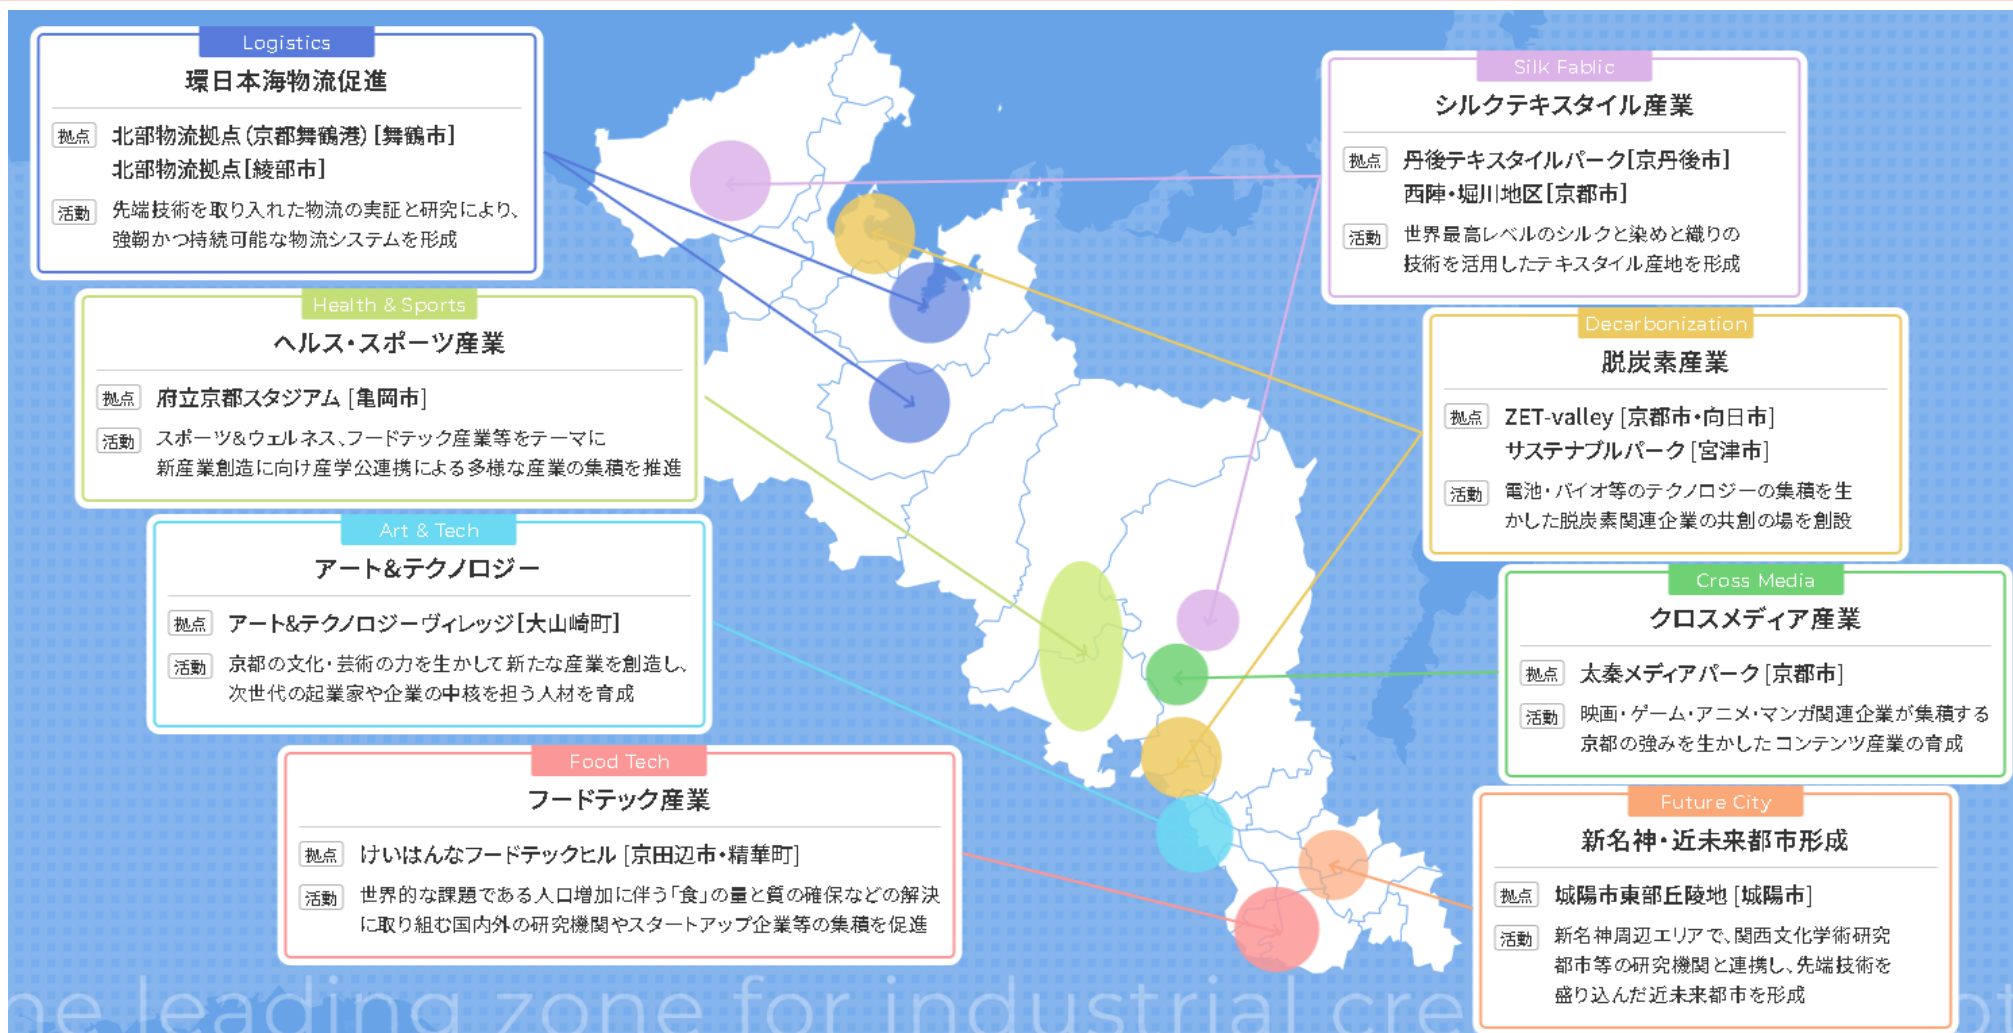 Logistics
環日本海物流促進
拠点 北部物流拠点（京都舞鶴港）[舞鶴市]
北部物流拠点[綾部市]
活動 先端技術を取り入れた物流の実証と研究により、
強靭かつ持続可能な物流システムを形成
Health & Sports
ヘルス・スポーツ産業
拠点 府立京都スタジアム [亀岡市]
活動 スポーツ&ウェルネス、フードテック産業等をテーマに
新産業創造に向け産学公連携による多様な産業の集積を推進
Art & Tech
アート&テクノロジー
拠点 アート&テクノロジーヴィレッジ[大山崎町]
活動 京都の文化・芸術の力を生かして新たな産業を創造し、
次世代の起業家や企業の中核を担う人材を育成
Food Tech
フードテック産業
拠点 けいはんなフードテックヒル [京田辺市・精華町]
活動 世界的な課題である人口増加に伴う「食」の量と質の確保などの解決
に取り組む国内外の研究機関やスタートアップ企業等の集積を促進
Silk Fablic
シルクテキスタイル産業
拠点 丹後テキスタイルパーク[京丹後市]
西陣・堀川地区[京都市]
活動 世界最高レベルのシルクと染めと織りの
技術を活用したテキスタイル産地を形成
Decarbonization
脱炭素産業
拠点 ZET-valley [京都市・向日市]
サステナブルパーク [宮津市]
活動 電池・バイオ等のテクノロジーの集積を生
かした脱炭素関連企業の共創の場を創設
Cross Media
クロスメディア産業
拠点 太秦メディアパーク [京都市]
活動 映画・ゲーム・アニメ・マンガ関連企業が集積する
京都の強みを生かしたコンテンツ産業の育成
Future City
新名神・近未来都市形成
拠点 城陽市東部丘陵地 [城陽市]
活動 新名神周辺エリアで、関西文化学術研究
都市等の研究機関と連携し、先端技術を
盛り込んだ近未来都市を形成
he leading zone for industrial cre